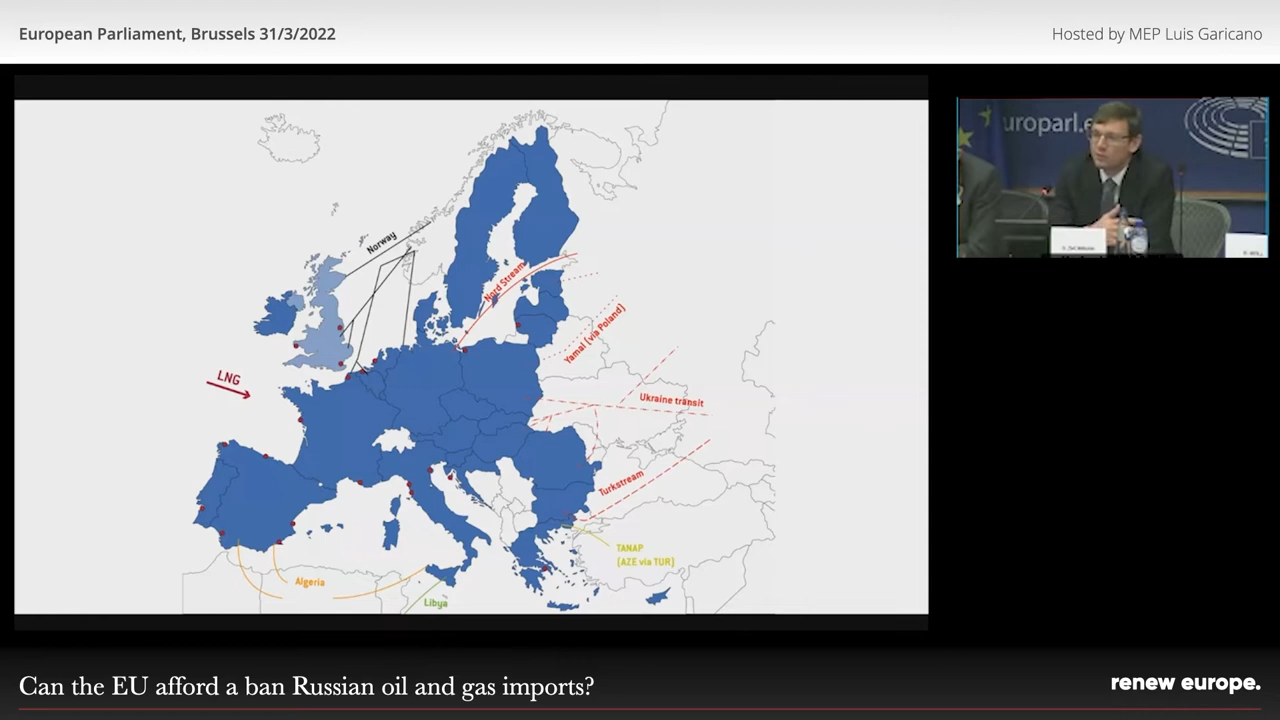 European Parliament, Brussels 31/3/2022
Hosted by MEP Luis Garicano
europarl.e
Norway
Nord Stream
Yamal (via Poland)
LNG
Ukraine transit
Turkstream
TANAP
(AZE via TUR)
Algeria
Libya
Can the EU afford a ban Russian oil and gas imports?
renew europe.